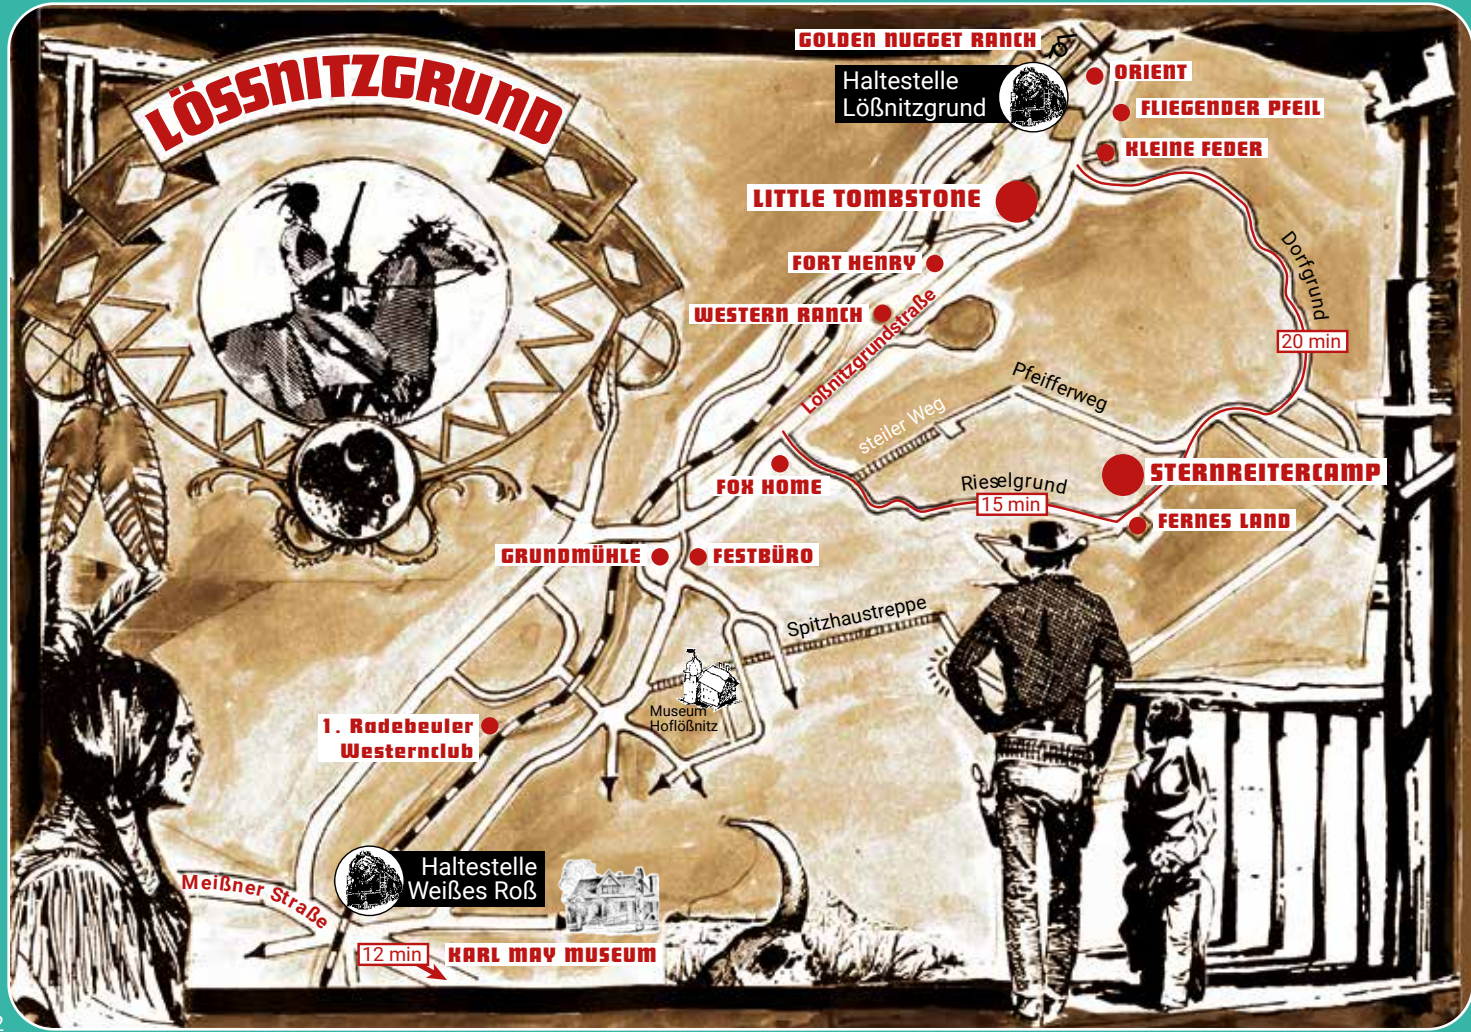 LÖSSNITZGRUND
GOLDEN NUGGET RANCH
Haltestelle
Lößnitzgrund
ORIENT
FLIEGENDER PFEIL
KLEINE FEDER
LITTLE TOMBSTONE
FORT HENRY
WESTERN RANCH
Lößnitzgrundstraße
Dorfgrund
20 min
Pfeifferweg
steiler Weg
FOX HOME
Rieselgrund
15 min
STERNREITERCAMP
FERNES LAND
GRUNDMÜHLE
FESTBÜRO
Spitzhaustreppe
Museum
Hoflößnitz
1. Radebeuler
Westernclub
Haltestelle
Weißes Roß
Meißner Straße
12 min
KARL MAY MUSEUM
2